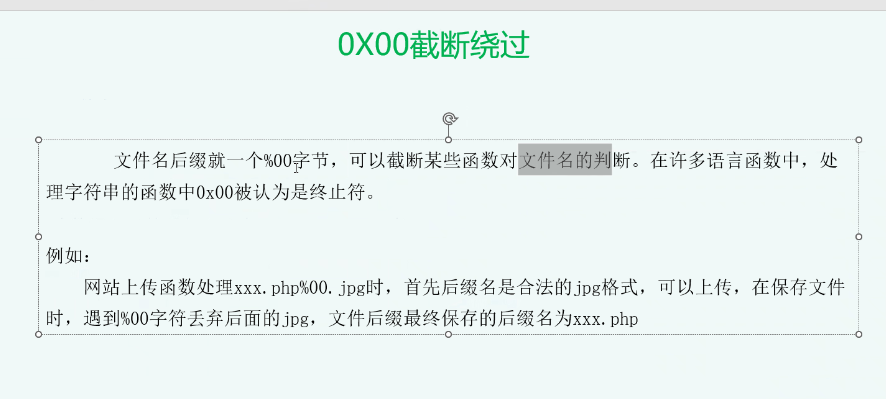 0X00截断绕过
文件名后缀就一个%00字节，可以截断某些函数对文件名的判断。在许多语言函数中，处
理字符串的函数中0x00被认为是终止符。
例如：
网站上传函数处理xxx.php%00.jpg时，首先后缀名是合法的jpg格式，可以上传，在保存文件
时，遇到%00字符丢弃后面的jpg，文件后缀最终保存的后缀名为xxx.php